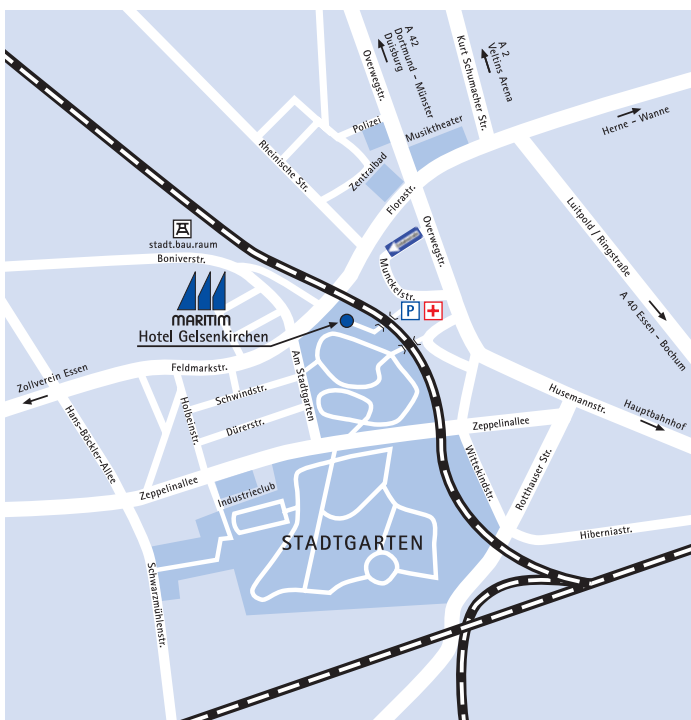 A 42
Dortmund – Münster
Duisburg
Overwegstr.
Kurt Schumacher Str.
A 2
Veltins Arena
Herne – Wanne
Polizei
Musiktheater
Rheinische Str.
Zentralbad
Florastr.
Overwegstr.
Luitpold / Ringstraße
stadt.bau.raum
Boniverstr.
Munckelstr.
P
MARITIM
Hotel Gelsenkirchen
A 40 Essen – Bochum
Zollverein Essen
Feldmarkstr.
Am Stadtgarten
Schwindstr.
Holbeinstr.
Dürerstr.
Hans-Böckler-Allee
Husemannstr.
Hauptbahnhof
Zeppelinallee
Wittekindstr.
Rotthauser Str.
Zeppelinallee
Industrieclub
STADTGARTEN
Hiberniastr.
Schwarzmühlenstr.